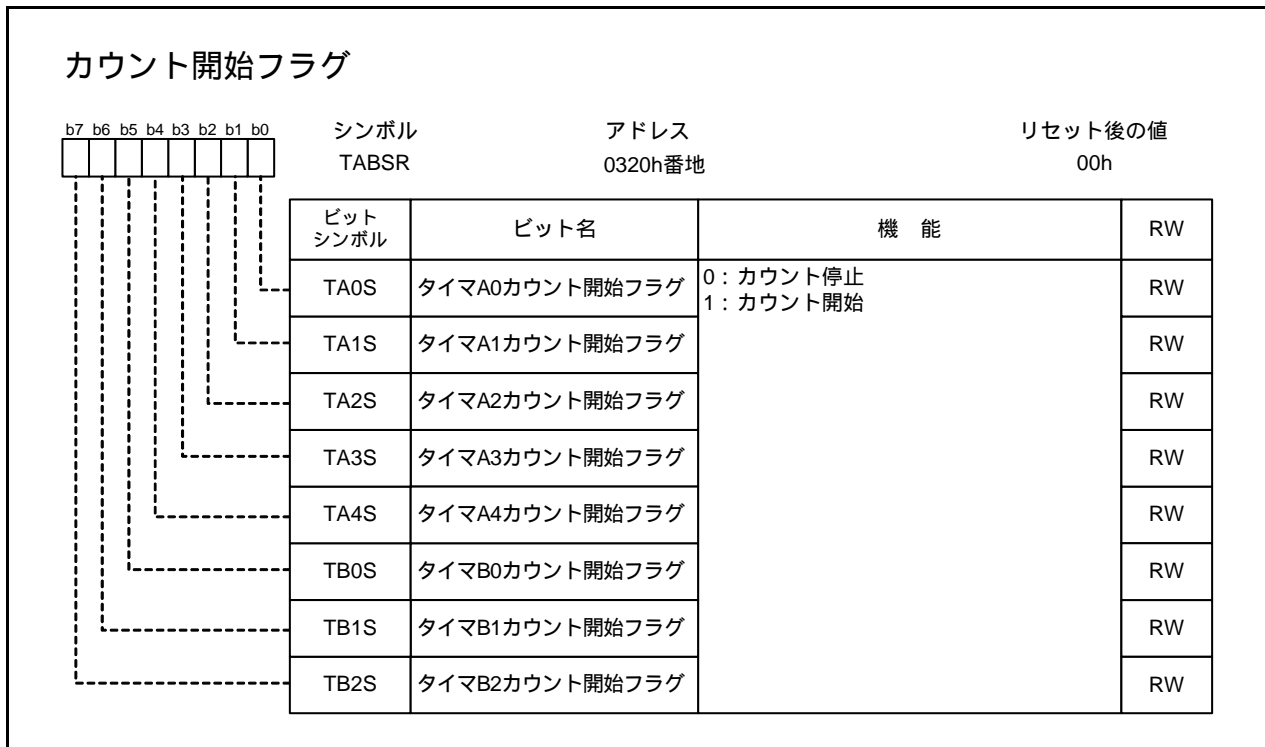 カウント開始フラグ
b7 b6 b5 b4 b3 b2 b1 b0
シンボル アドレス リセット後の値
TABSR 0320h番地 00h
ビット
シンボル ビット名 機 能 RW
TA0S タイマA0カウント開始フラグ 0：カウント停止
1：カウント開始 RW
TA1S タイマA1カウント開始フラグ RW
TA2S タイマA2カウント開始フラグ RW
TA3S タイマA3カウント開始フラグ RW
TA4S タイマA4カウント開始フラグ RW
TB0S タイマB0カウント開始フラグ RW
TB1S タイマB1カウント開始フラグ RW
TB2S タイマB2カウント開始フラグ RW